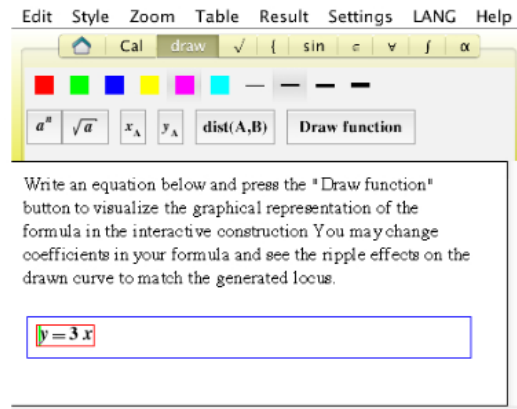 Edit Style Zoom Table Result Settings LANG Help
Cal draw √ { sin ∊ ∀ ∫ α
aⁿ √a x_A y_A dist(A,B) Draw function
Write an equation below and press the "Draw function"
button to visualize the graphical representation of the
formula in the interactive construction You may change
coefficients in your formula and see the ripple effects on the
drawn curve to match the generated locus.
y = 3 x